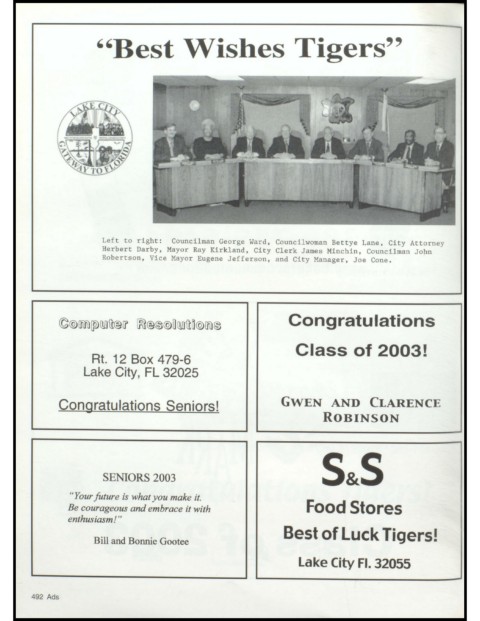 “Best Wishes Tigers”
LAKE CITY
GATEWAY TO FLORIDA
Left to right: Councilman George Ward, Councilwoman Bettye Lane, City Attorney
Herbert Darby, Mayor Ray Kirkland, City Clerk James Minchin, Councilman John
Robertson, Vice Mayor Eugene Jefferson, and City Manager, Joe Cone.
Computer Resolutions
Rt. 12 Box 479-6
Lake City, FL 32025
Congratulations Seniors!
Congratulations
Class of 2003!
GWEN AND CLARENCE
ROBINSON
SENIORS 2003
“Your future is what you make it.
Be courageous and embrace it with
enthusiasm!”
Bill and Bonnie Gootee
S&S
Food Stores
Best of Luck Tigers!
Lake City Fl. 32055
492 Ads